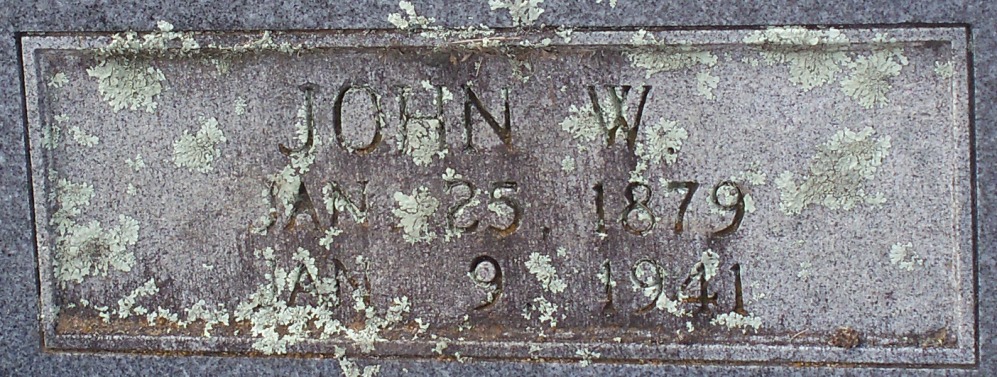 JOHN W.
JAN 25, 1879
JAN 9, 1941